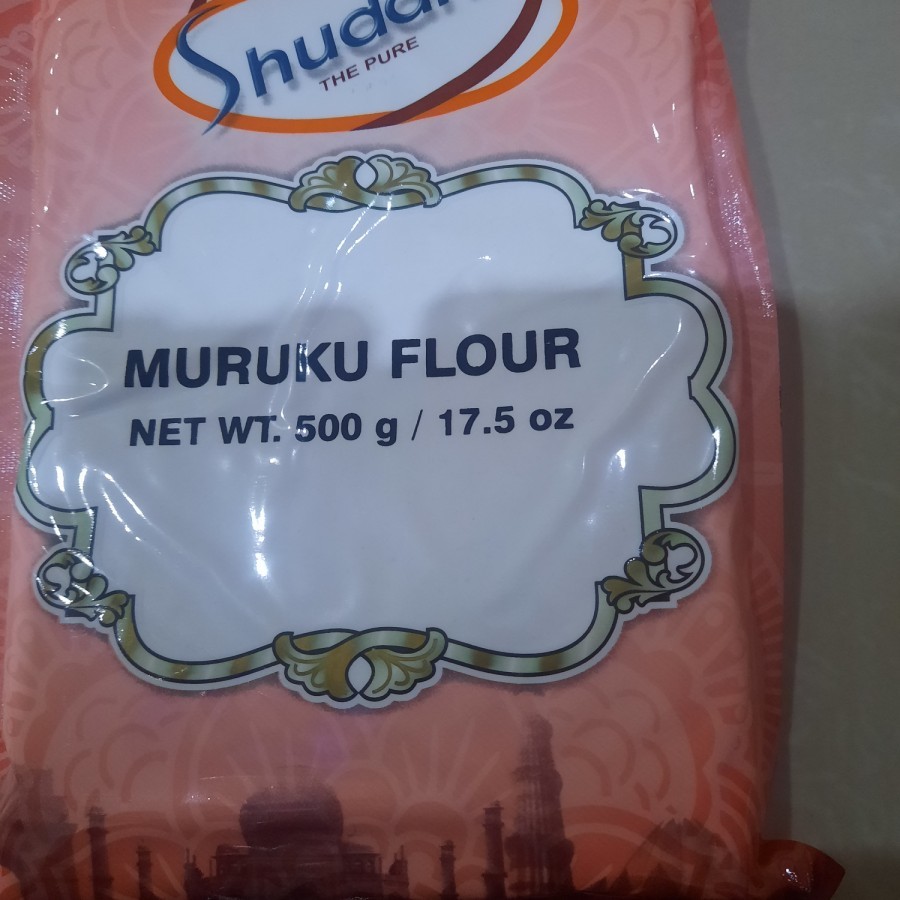 THE PURE
MURUKU FLOUR
NET WT. 500 g / 17.5 oz